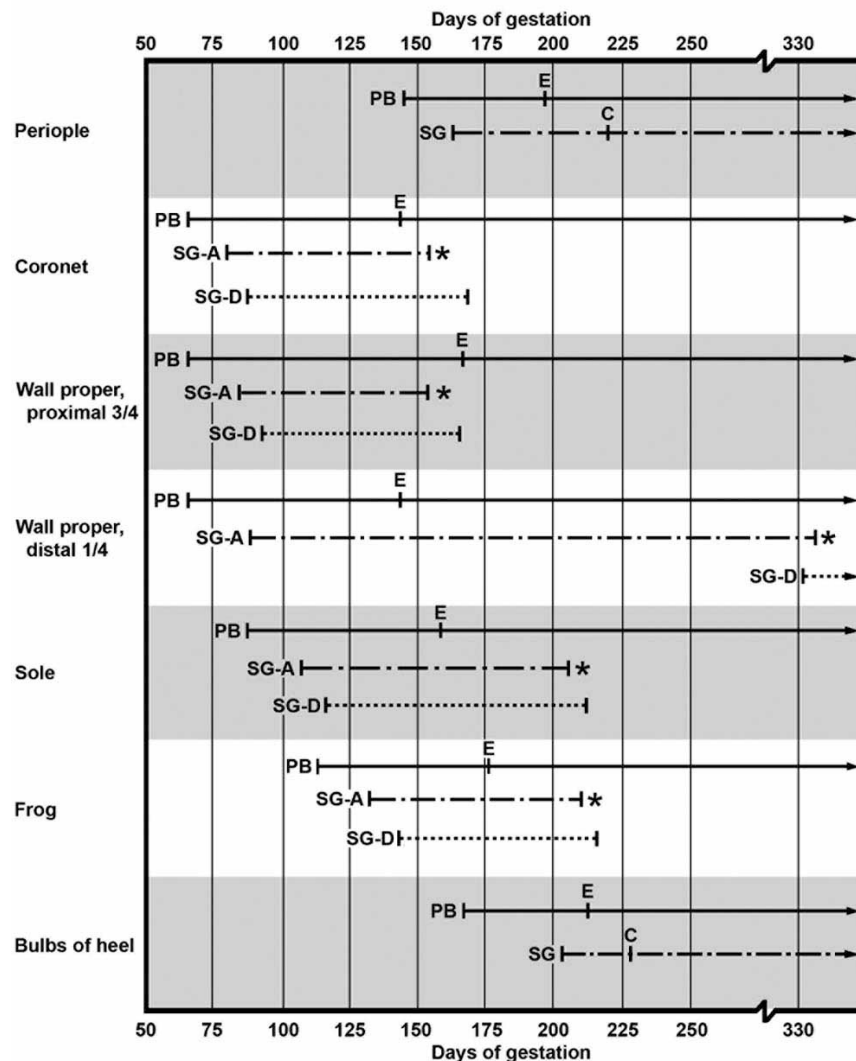 Days of gestation
50 75 100 125 150 175 200 225 250 330
Periople
PB E
SG C
Coronet
PB E
SG-A *
SG-D
Wall proper,
proximal 3/4
PB E
SG-A *
SG-D
Wall proper,
distal 1/4
PB E
SG-A *
SG-D
Sole
PB E
SG-A *
SG-D
Frog
PB E
SG-A *
SG-D
Bulbs of heel
PB E
SG C
50 75 100 125 150 175 200 225 250 330
Days of gestation